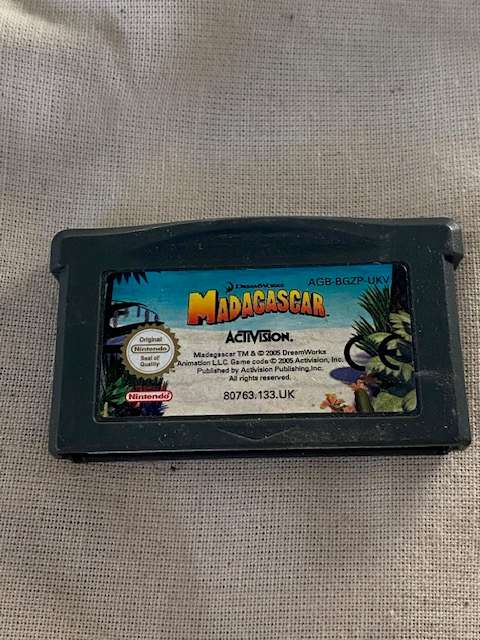 DREAMWORKS
AGB-BGZP-UKV
MADAGASCAR
ACTIVISION.
Original
Nintendo
Seal of
Quality
Madagascar TM & © 2005 DreamWorks
Animation L.L.C. Game code © 2005 Activision, Inc.
Published by Activision Publishing, Inc.
All rights reserved.
CE
Nintendo
80763.133.UK